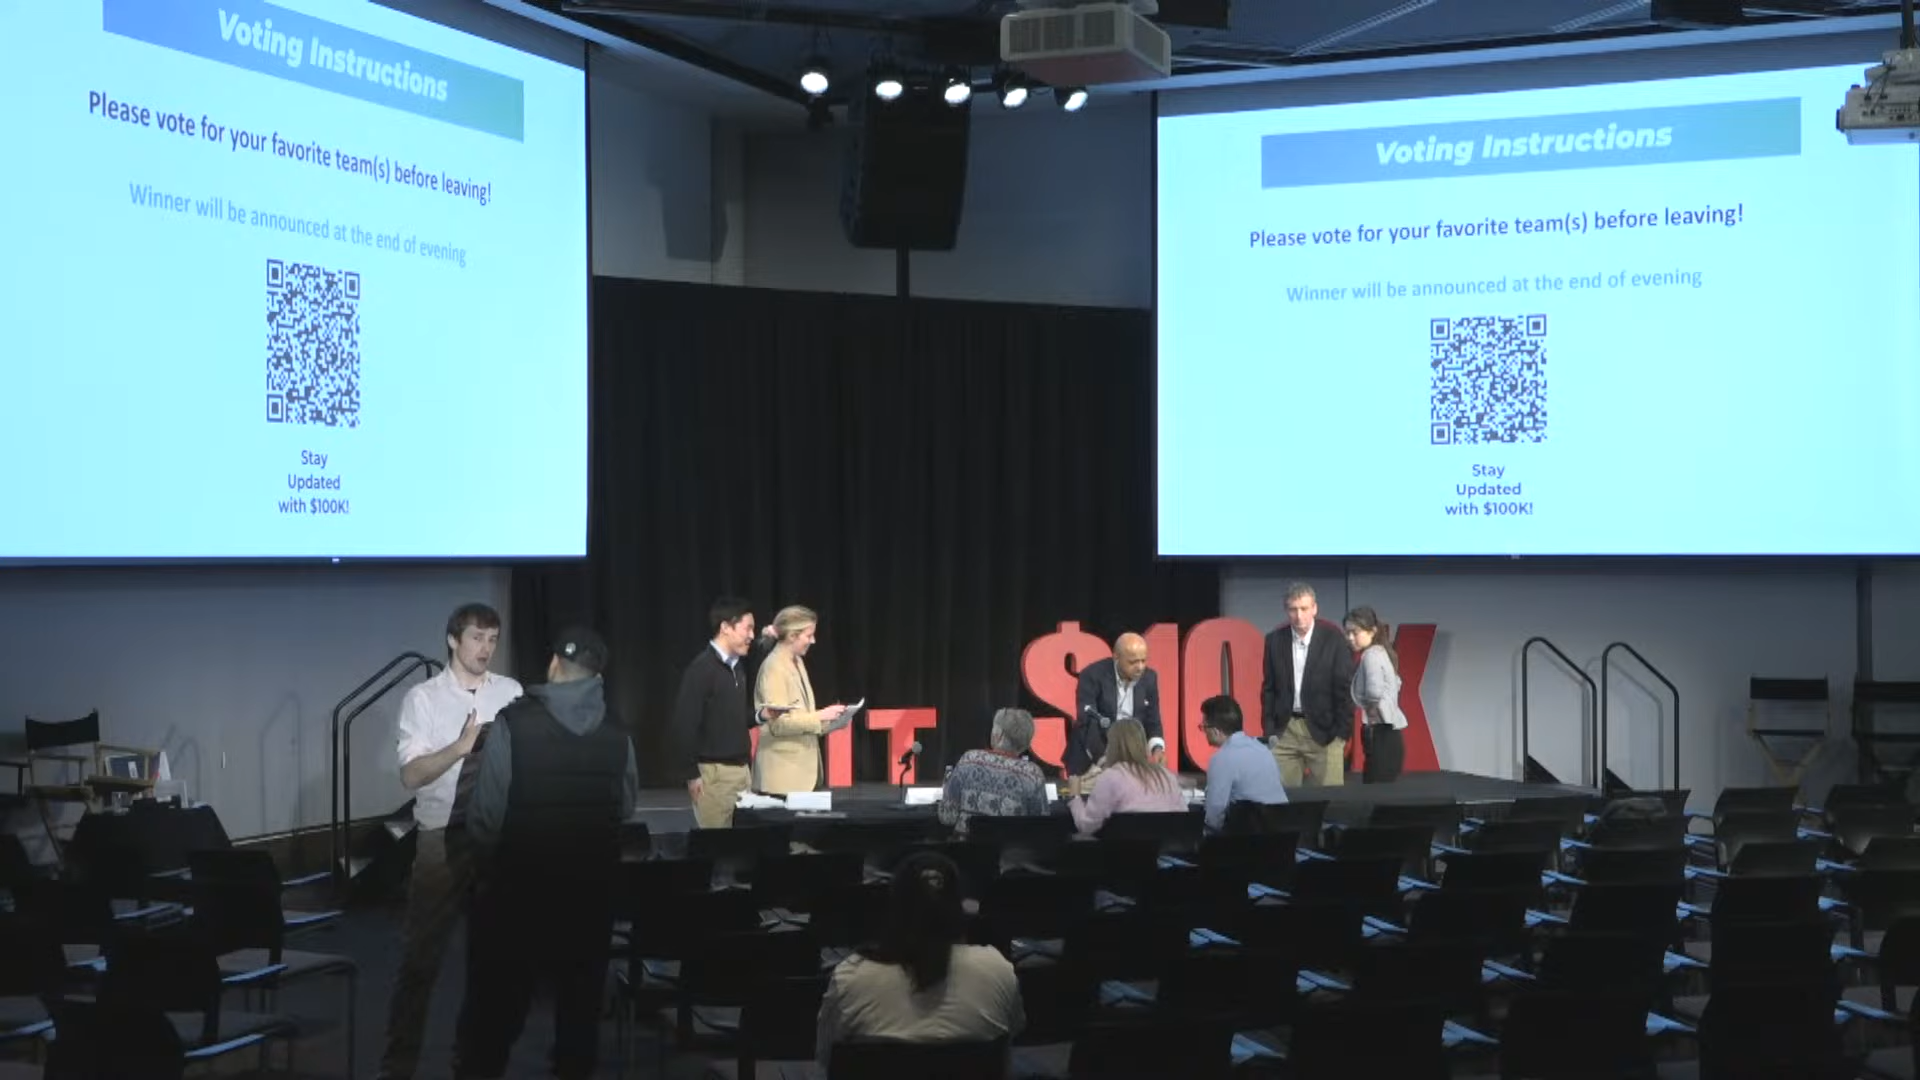 Voting Instructions
Please vote for your favorite team(s) before leaving!
Winner will be announced at the end of evening
Stay
Updated
with $100K!
Voting Instructions
Please vote for your favorite team(s) before leaving!
Winner will be announced at the end of evening
Stay
Updated
with $100K!